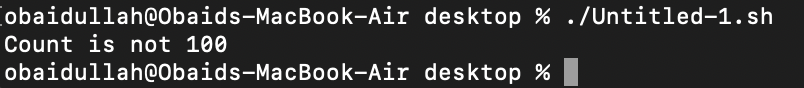 obaidullah@Obaids-MacBook-Air desktop % ./Untitled-1.sh
Count is not 100
obaidullah@Obaids-MacBook-Air desktop %